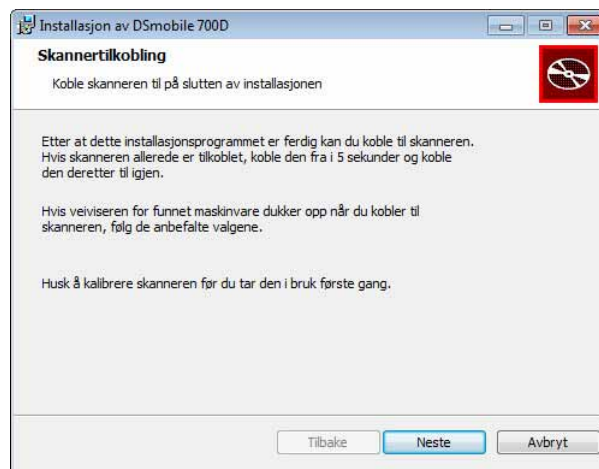 Installasjon av DSmobile 700D
Skannertilkobling
Koble skanneren til på slutten av installasjonen
Etter at dette installasjonsprogrammet er ferdig kan du koble til skanneren.
Hvis skanneren allerede er tilkoblet, koble den fra i 5 sekunder og koble
den deretter til igjen.
Hvis veiviseren for funnet maskinvare dukker opp når du kobler til
skanneren, følg de anbefalte valgene.
Husk å kalibrere skanneren før du tar den i bruk første gang.
Tilbake
Neste
Avbryt